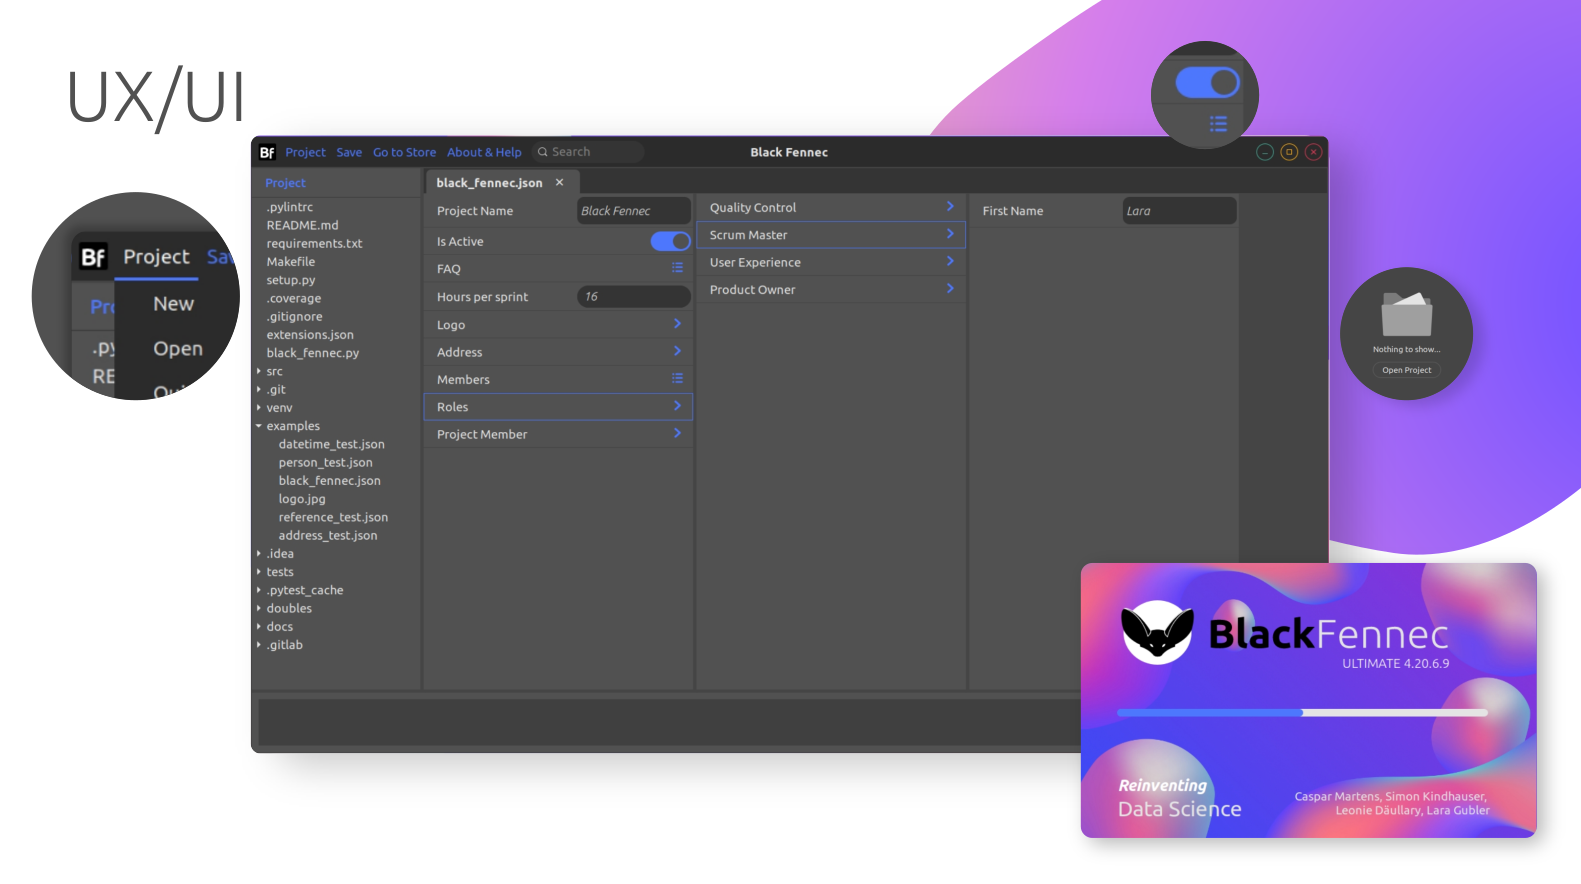 UX/UI
Bf Project Save Go to Store About & Help Search Black Fennec
Project
.pylintrc
README.md
requirements.txt
Makefile
setup.py
.coverage
.gitignore
extensions.json
black_fennec.py
src
.git
venv
examples
datetime_test.json
person_test.json
black_fennec.json
logo.jpg
reference_test.json
address_test.json
.idea
tests
.pytest_cache
doubles
docs
.gitlab
black_fennec.json ×
Project Name Black Fennec
Is Active
FAQ
Hours per sprint 16
Logo
Address
Members
Roles
Project Member
Quality Control
Scrum Master
User Experience
Product Owner
First Name Lara
Bf Project Sav
Pro
New
.py Open
RE
Nothing to show...
Open Project
BlackFennec
ULTIMATE 4.20.6.9
Reinventing
Data Science
Caspar Martens, Simon Kindhauser,
Leonie Däullary, Lara Gubler